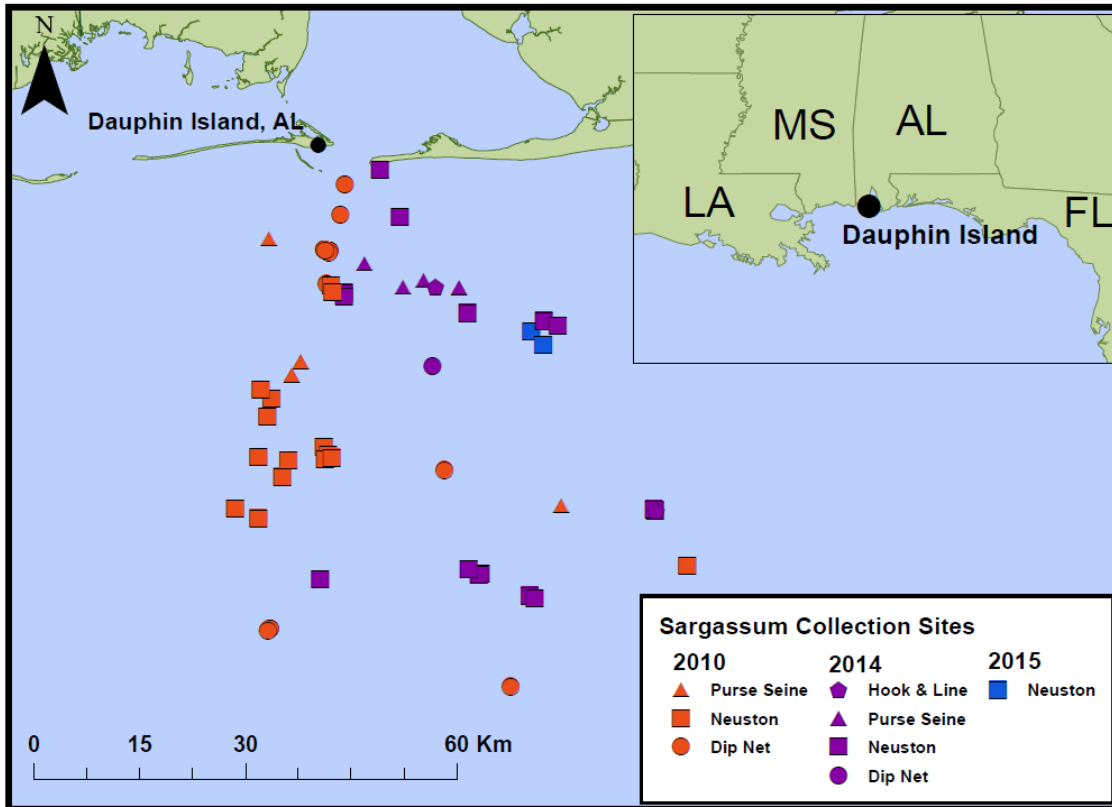 N
Dauphin Island, AL
MS
AL
LA
FL
Dauphin Island
Sargassum Collection Sites
2010
Purse Seine
Neuston
Dip Net
2014
Hook & Line
Purse Seine
Neuston
Dip Net
2015
Neuston
0 15 30 60 Km